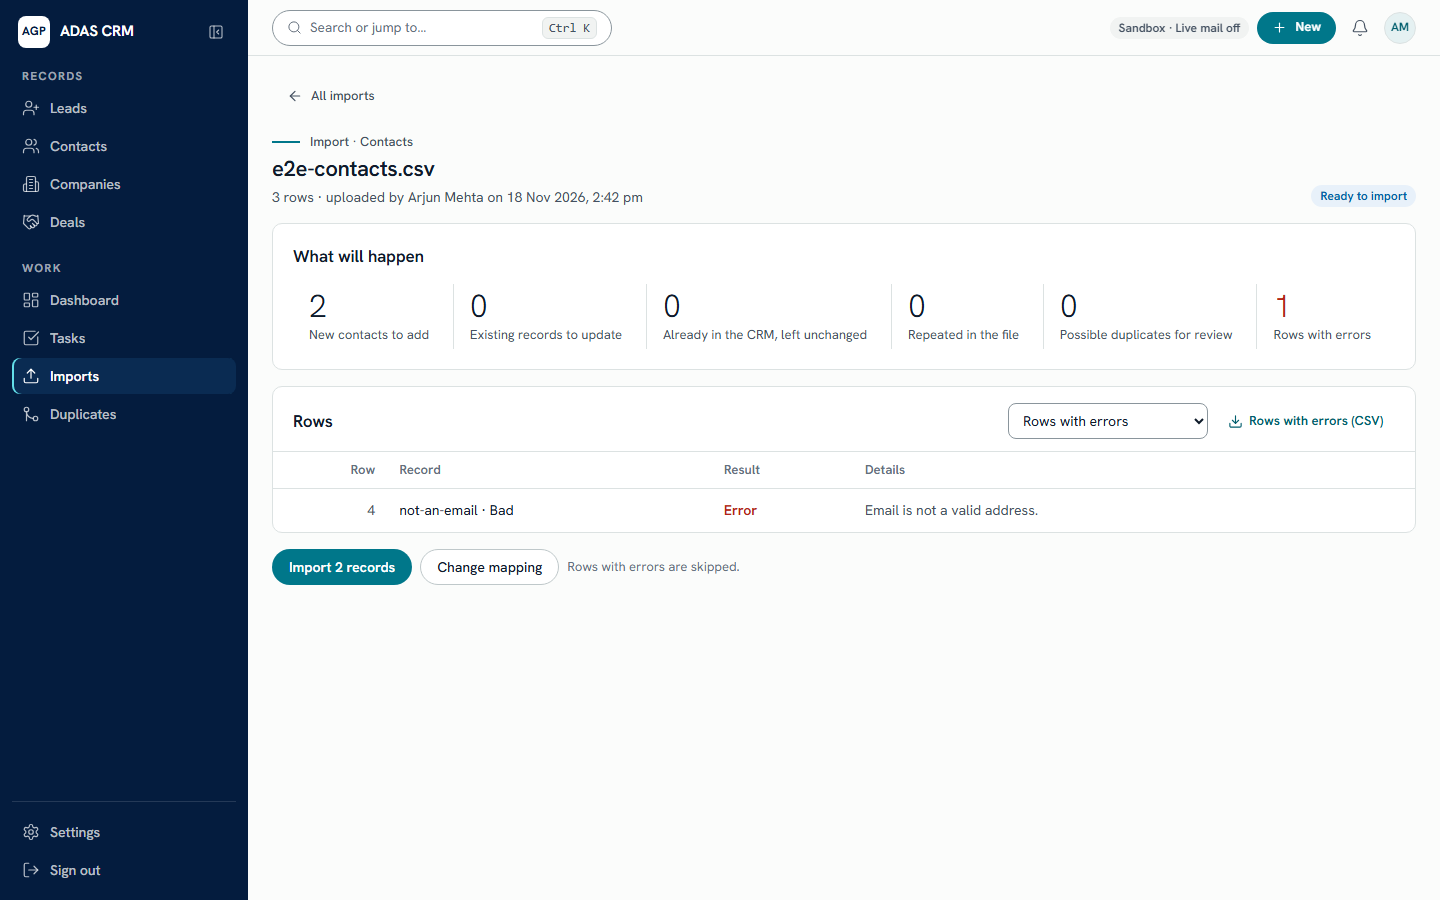 AGP
ADAS CRM
RECORDS
Leads
Contacts
Companies
Deals
WORK
Dashboard
Tasks
Imports
Duplicates
Settings
Sign out
Search or jump to...
Ctrl K
Sandbox · Live mail off
New
AM
All imports
Import · Contacts
e2e-contacts.csv
3 rows · uploaded by Arjun Mehta on 18 Nov 2026, 2:42 pm
Ready to import
What will happen
2
New contacts to add
0
Existing records to update
0
Already in the CRM, left unchanged
0
Repeated in the file
0
Possible duplicates for review
1
Rows with errors
Rows
Rows with errors
Rows with errors (CSV)
Row Record Result Details
4 not-an-email · Bad Error Email is not a valid address.
Import 2 records
Change mapping
Rows with errors are skipped.